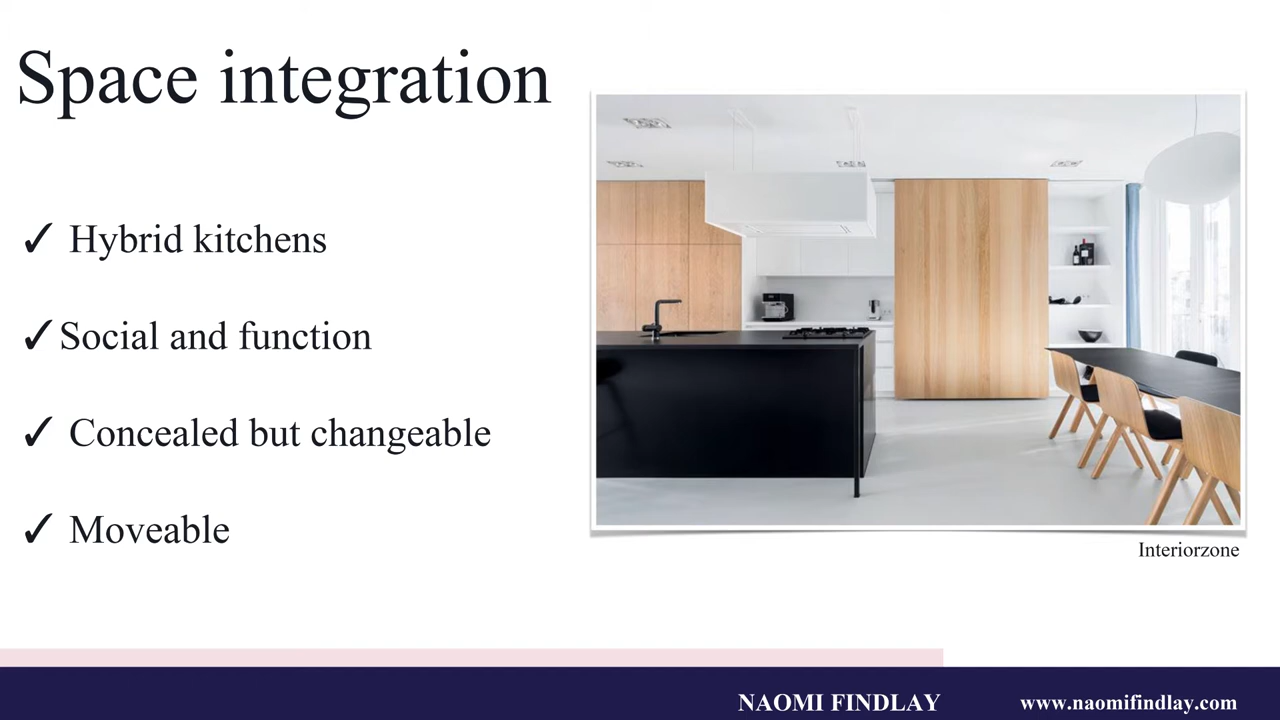 Space integration
✓ Hybrid kitchens
✓ Social and function
✓ Concealed but changeable
✓ Moveable
Interiorzone
NAOMI FINDLAY
www.naomifindlay.com